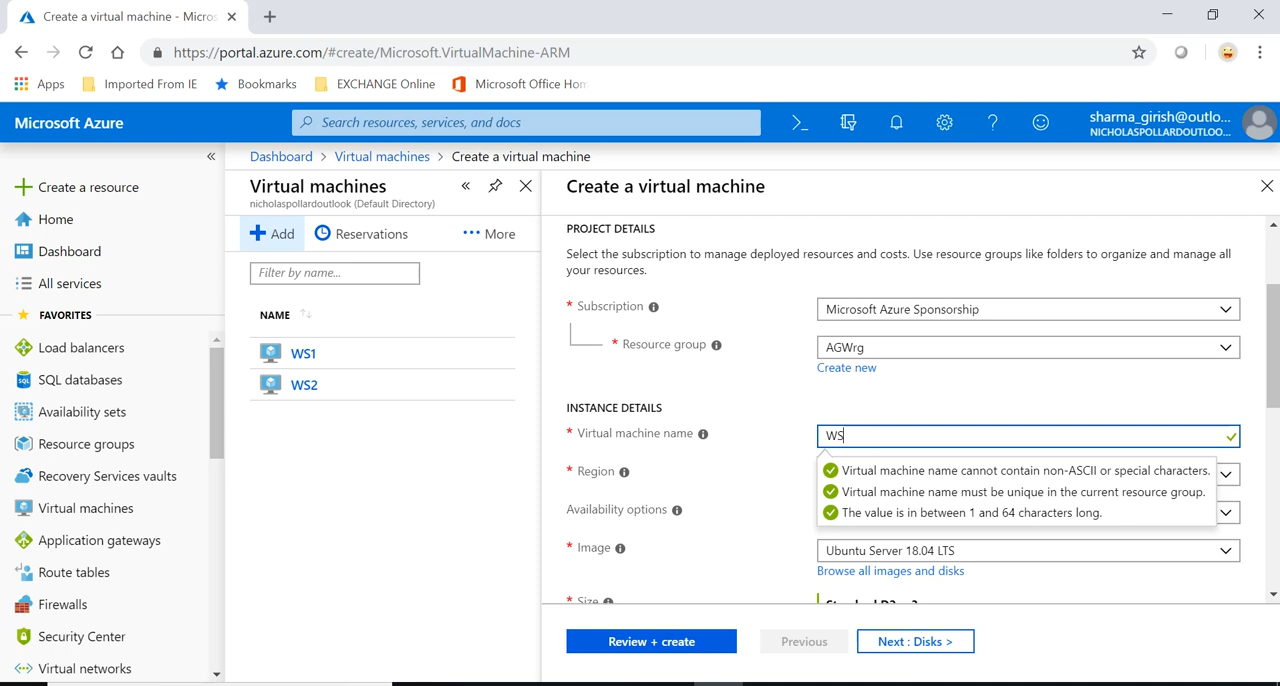 Create a virtual machine - Micros
https://portal.azure.com/#create/Microsoft.VirtualMachine-ARM
Apps
Imported From IE
Bookmarks
EXCHANGE Online
Microsoft Office Hom
Microsoft Azure
Search resources, services, and docs
sharma_girish@outlo...
NICHOLASPOLLARDOUTLOO...
Create a resource
Home
Dashboard
All services
FAVORITES
Load balancers
SQL databases
Availability sets
Resource groups
Recovery Services vaults
Virtual machines
Application gateways
Route tables
Firewalls
Security Center
Virtual networks
Dashboard > Virtual machines > Create a virtual machine
Virtual machines
nicholaspollardoutlook (Default Directory)
Add
Reservations
More
Filter by name...
NAME
WS1
WS2
Create a virtual machine
PROJECT DETAILS
Select the subscription to manage deployed resources and costs. Use resource groups like folders to organize and manage all
your resources.
* Subscription
Microsoft Azure Sponsorship
* Resource group
AGWrg
Create new
INSTANCE DETAILS
* Virtual machine name
WS
Virtual machine name cannot contain non-ASCII or special characters.
Virtual machine name must be unique in the current resource group.
The value is in between 1 and 64 characters long.
* Region
Availability options
* Image
Ubuntu Server 18.04 LTS
Browse all images and disks
* Size
Review + create
Previous
Next : Disks >